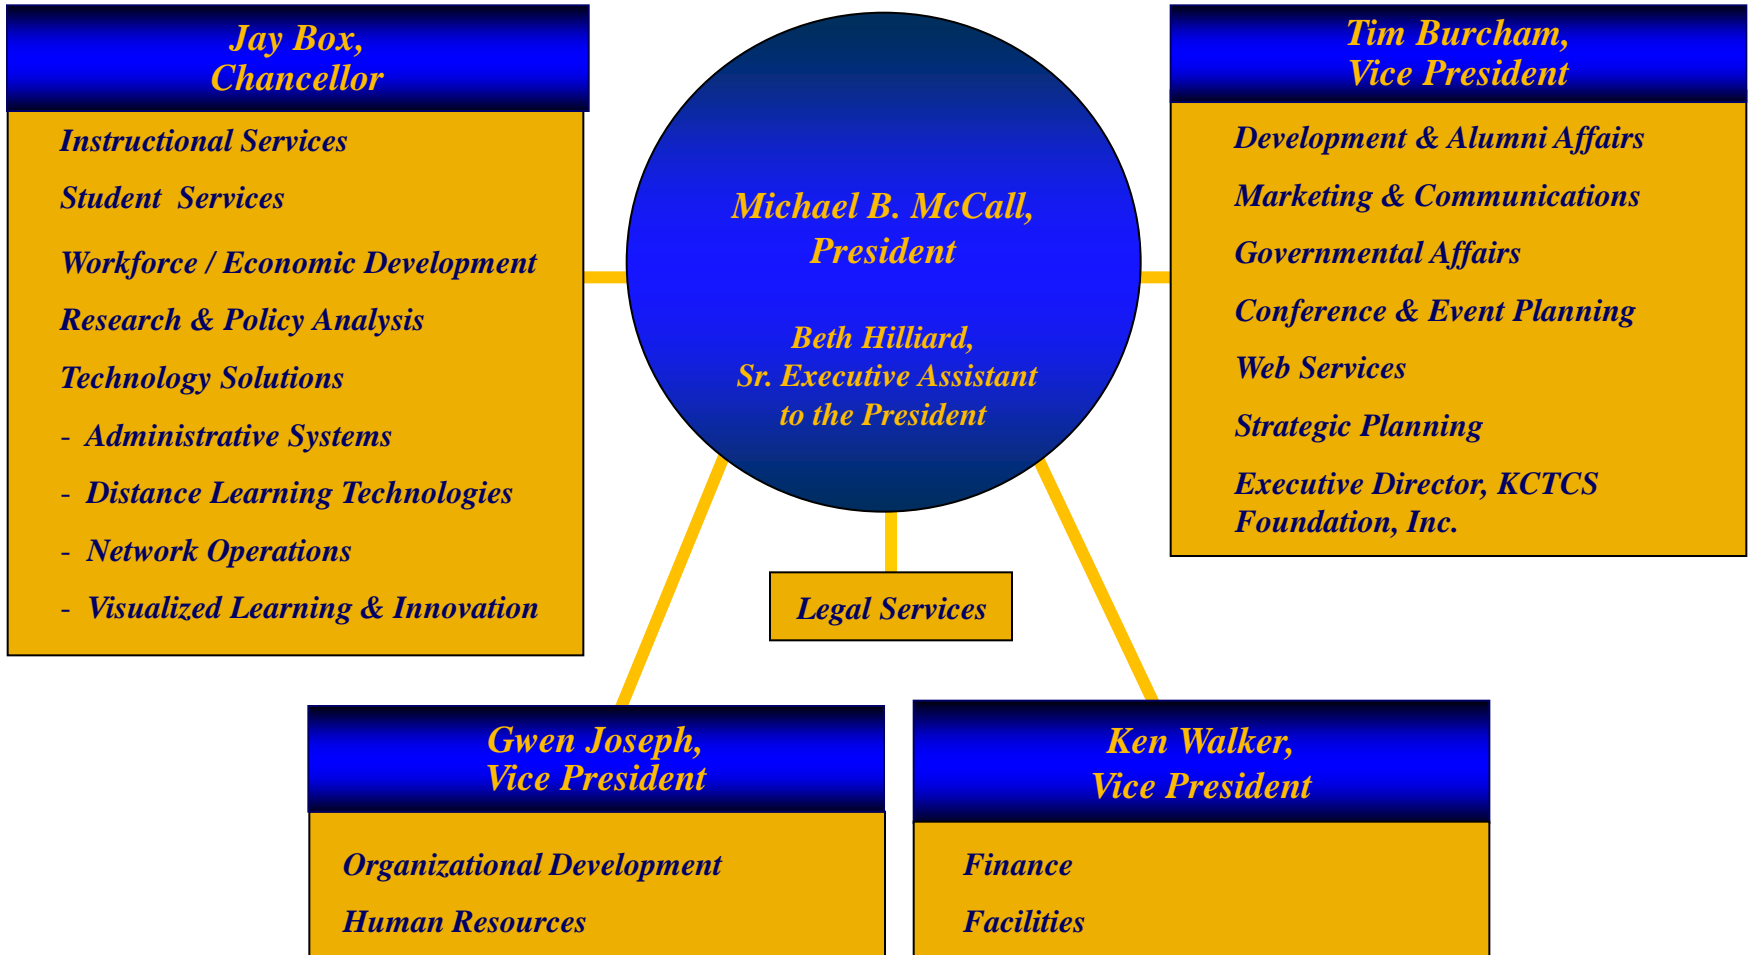 Jay Box,
Chancellor
Instructional Services
Student Services
Workforce / Economic Development
Research & Policy Analysis
Technology Solutions
- Administrative Systems
- Distance Learning Technologies
- Network Operations
- Visualized Learning & Innovation
Michael B. McCall,
President
Beth Hilliard,
Sr. Executive Assistant
to the President
Tim Burcham,
Vice President
Development & Alumni Affairs
Marketing & Communications
Governmental Affairs
Conference & Event Planning
Web Services
Strategic Planning
Executive Director, KCTCS
Foundation, Inc.
Legal Services
Gwen Joseph,
Vice President
Organizational Development
Human Resources
Ken Walker,
Vice President
Finance
Facilities